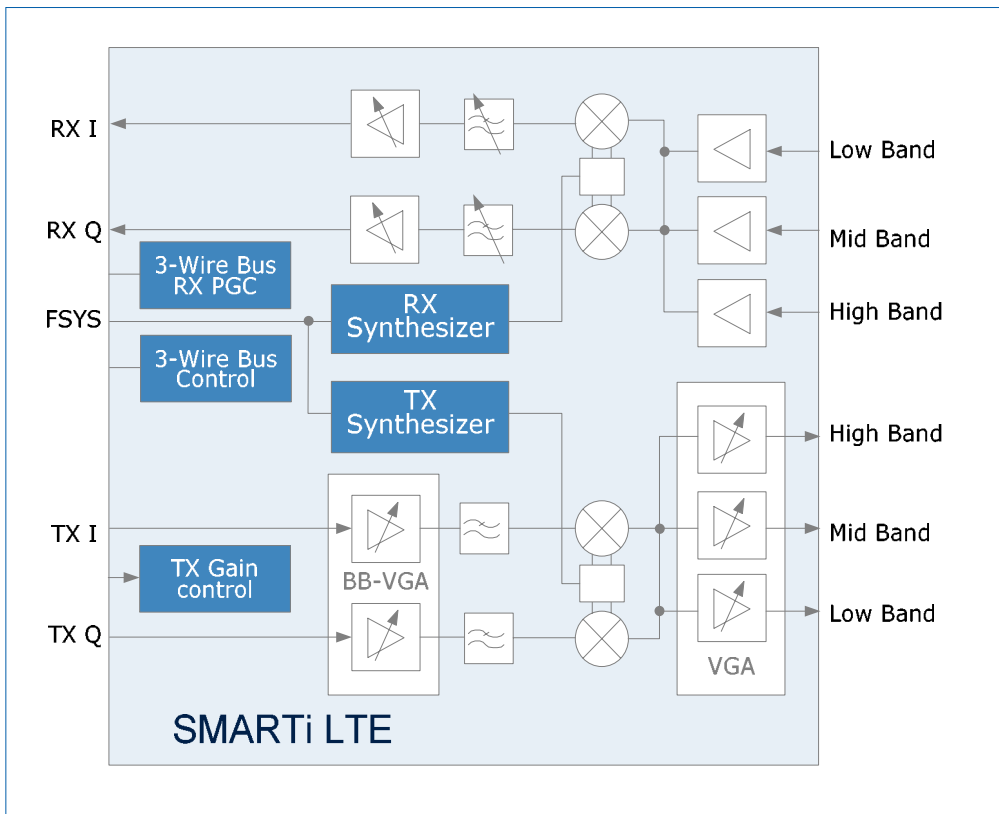 RX I
Low Band
RX Q
Mid Band
3-Wire Bus
RX PGC
FSYS
RX
Synthesizer
High Band
3-Wire Bus
Control
TX
Synthesizer
High Band
TX I
Mid Band
TX Gain
control
BB-VGA
TX Q
Low Band
VGA
SMARTi LTE